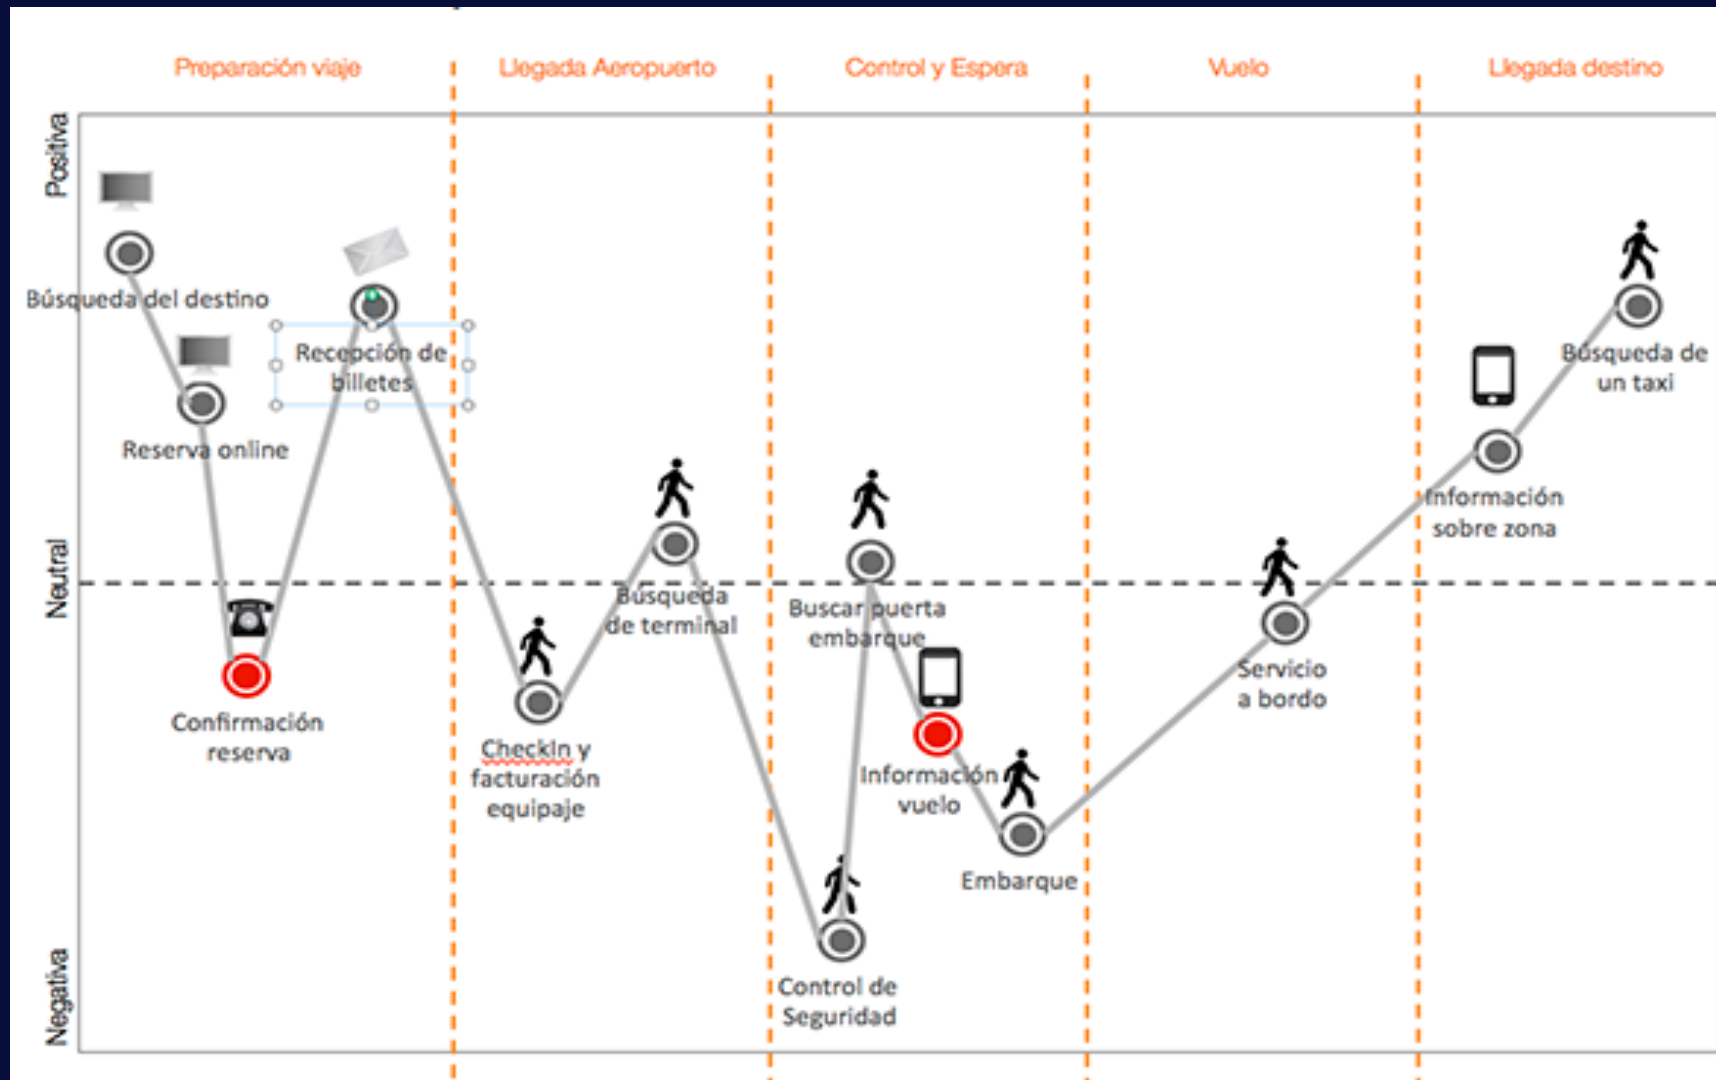 Preparación viaje
Llegada Aeropuerto
Control y Espera
Vuelo
Llegada destino
Positiva
Neutral
Negativa
Búsqueda del destino
Reserva online
Confirmación
reserva
Recepción de
billetes
CheckIn y
facturación
equipaje
Búsqueda
de terminal
Control de
Seguridad
Buscar puerta
embarque
Información
vuelo
Embarque
Servicio
a bordo
Información
sobre zona
Búsqueda de
un taxi